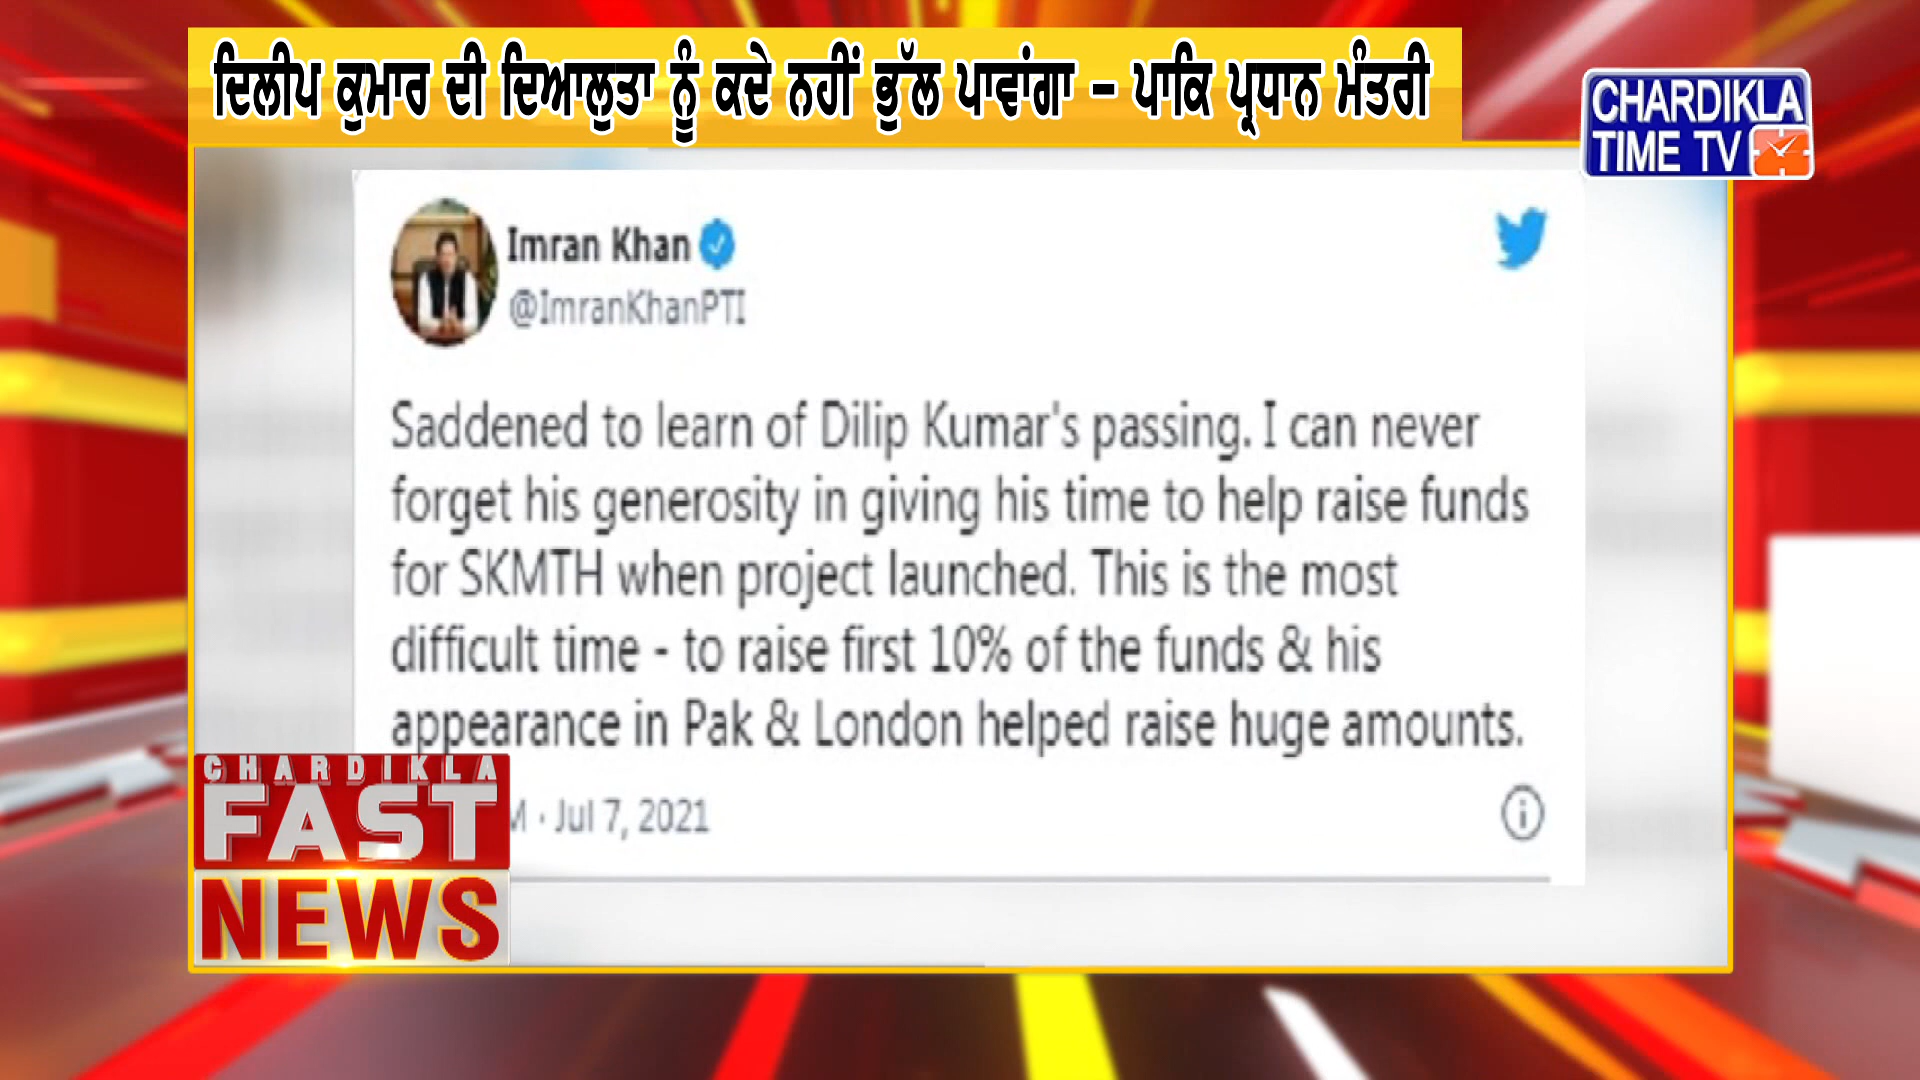 ਦਿਲੀਪ ਕੁਮਾਰ ਦੀ ਦਿਆਲੁਤਾ ਨੂੰ ਕਦੇ ਨਹੀਂ ਭੁੱਲ ਪਾਵਾਂਗਾ – ਪਾਕਿ ਪ੍ਰਧਾਨ ਮੰਤਰੀ
CHARDIKLA
TIME TV
Imran Khan
@ImranKhanPTI
Saddened to learn of Dilip Kumar's passing. I can never
forget his generosity in giving his time to help raise funds
for SKMTH when project launched. This is the most
difficult time - to raise first 10% of the funds & his
appearance in Pak & London helped raise huge amounts.
M · Jul 7, 2021
CHARDIKLA
FAST
NEWS